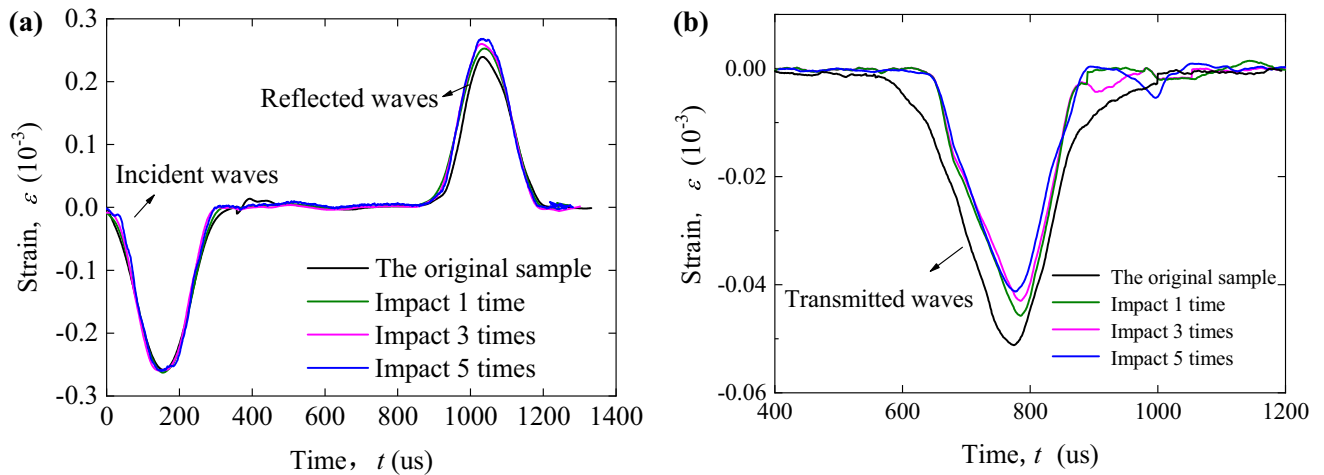 (a)
Strain, ε (10⁻³)
0.3
0.2
0.1
0.0
-0.1
-0.2
-0.3
Reflected waves
Incident waves
The original sample
Impact 1 time
Impact 3 times
Impact 5 times
0 200 400 600 800 1000 1200 1400
Time, t (us)
(b)
Strain, ε (10⁻³)
0.00
-0.02
-0.04
-0.06
Transmitted waves
The original sample
Impact 1 time
Impact 3 times
Impact 5 times
400 600 800 1000 1200
Time, t (us)